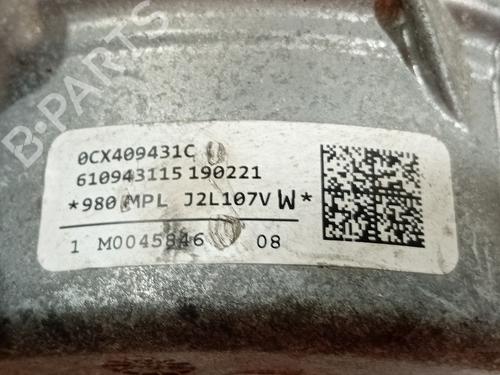 B-PARTS
0CX409431C
610943115 190221
*980 MPL J2L107V W*
1 M0045846 08